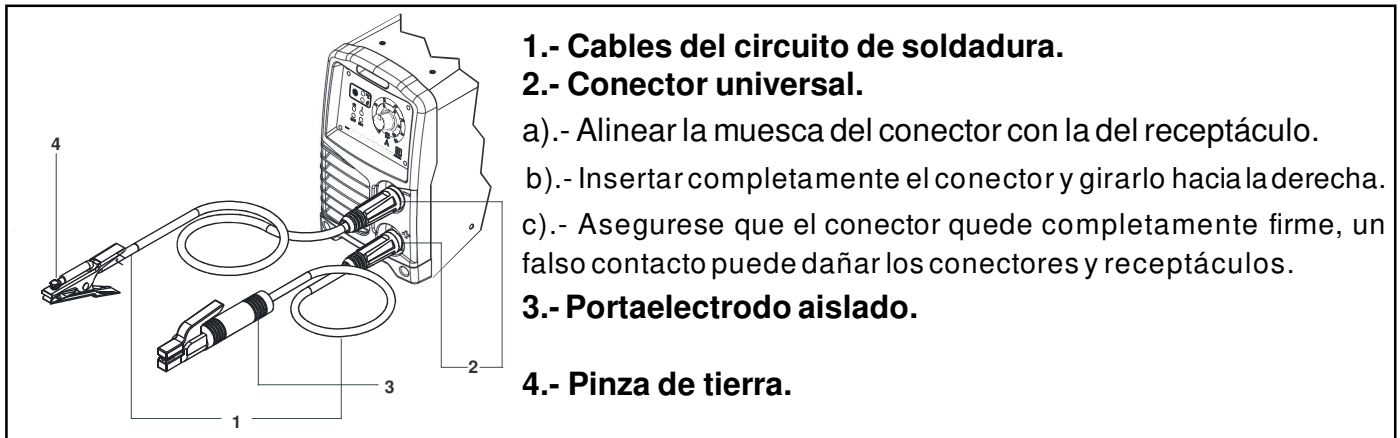 1.- Cables del circuito de soldadura.
2.- Conector universal.
a).- Alinear la muesca del conector con la del receptáculo.
b).- Insertar completamente el conector y girarlo hacia la derecha.
c).- Asegurese que el conector quede completamente firme, un
falso contacto puede dañar los conectores y receptáculos.
3.- Portaelectrodo aislado.
4.- Pinza de tierra.
4
2
3
1